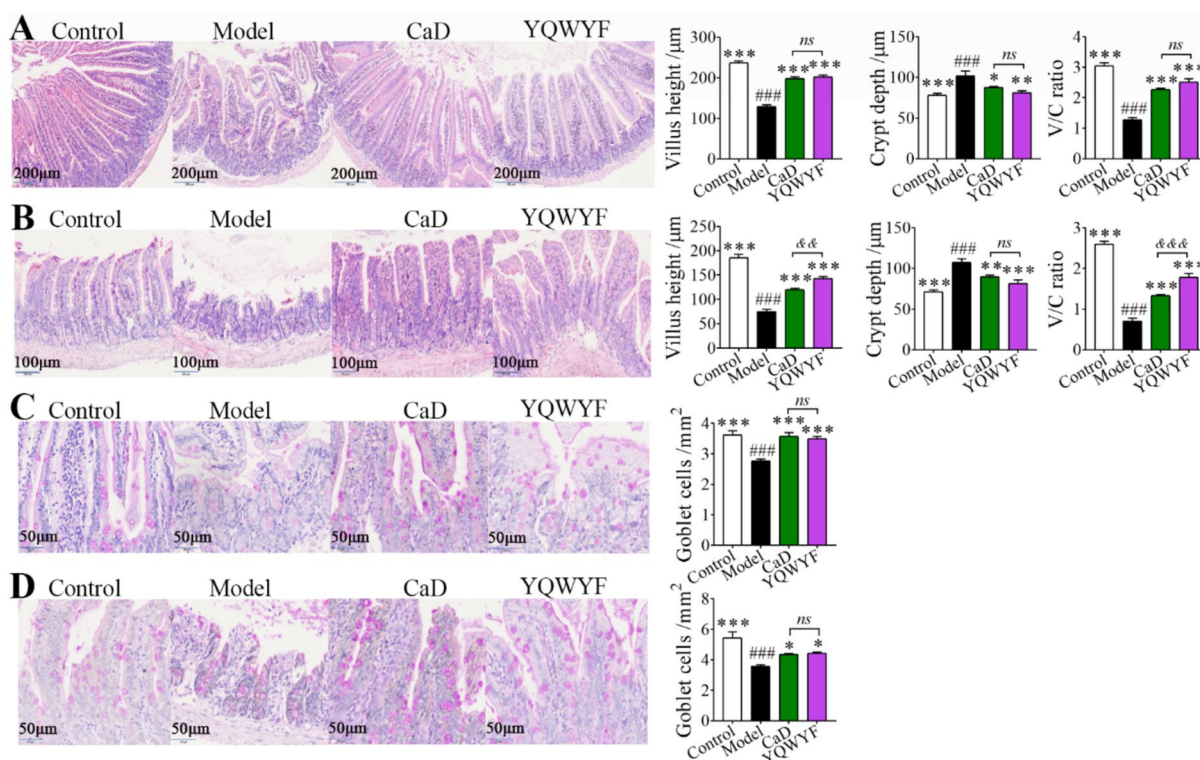 A
Control Model CaD YQWYF
200μm 200μm 200μm 200μm
Villus height /μm
300
200
100
0
*** ### *** ***
ns
Control Model CaD YQWYF
Crypt depth /μm
150
100
50
0
*** ### * **
ns
Control Model CaD YQWYF
V/C ratio
4
3
2
1
0
*** ### *** ***
ns
Control Model CaD YQWYF
B
Control Model CaD YQWYF
100μm 100μm 100μm 100μm
Villus height /μm
250
200
150
100
50
0
*** ### *** ***
&&
Control Model CaD YQWYF
Crypt depth /μm
150
100
50
0
*** ### ** ***
ns
Control Model CaD YQWYF
V/C ratio
3
2
1
0
*** ### *** ***
&&&
Control Model CaD YQWYF
C
Control Model CaD YQWYF
50μm 50μm 50μm 50μm
Goblet cells /mm²
4
3
2
1
0
*** ### *** ***
ns
Control Model CaD YQWYF
D
Control Model CaD YQWYF
50μm 50μm 50μm 50μm
Goblet cells /mm²
8
6
4
2
0
*** ### * *
ns
Control Model CaD YQWYF